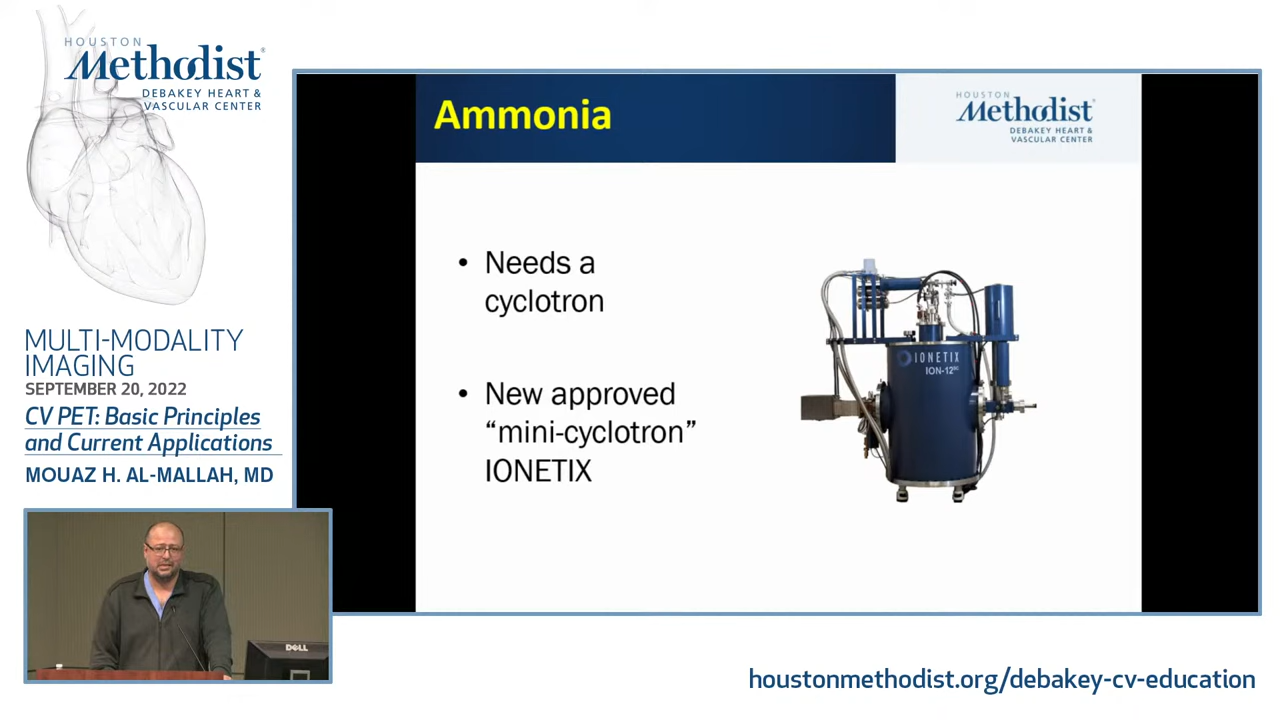 HOUSTON
Methodist
DEBAKEY HEART &
VASCULAR CENTER
MULTI-MODALITY
IMAGING
SEPTEMBER 20, 2022
CV PET: Basic Principles
and Current Applications
MOUAZ H. AL-MALLAH, MD
Ammonia
HOUSTON
Methodist
DEBAKEY HEART &
VASCULAR CENTER
• Needs a
cyclotron
• New approved
“mini-cyclotron”
IONETIX
IONETIX
ION-12SC
DELL
houstonmethodist.org/debakey-cv-education